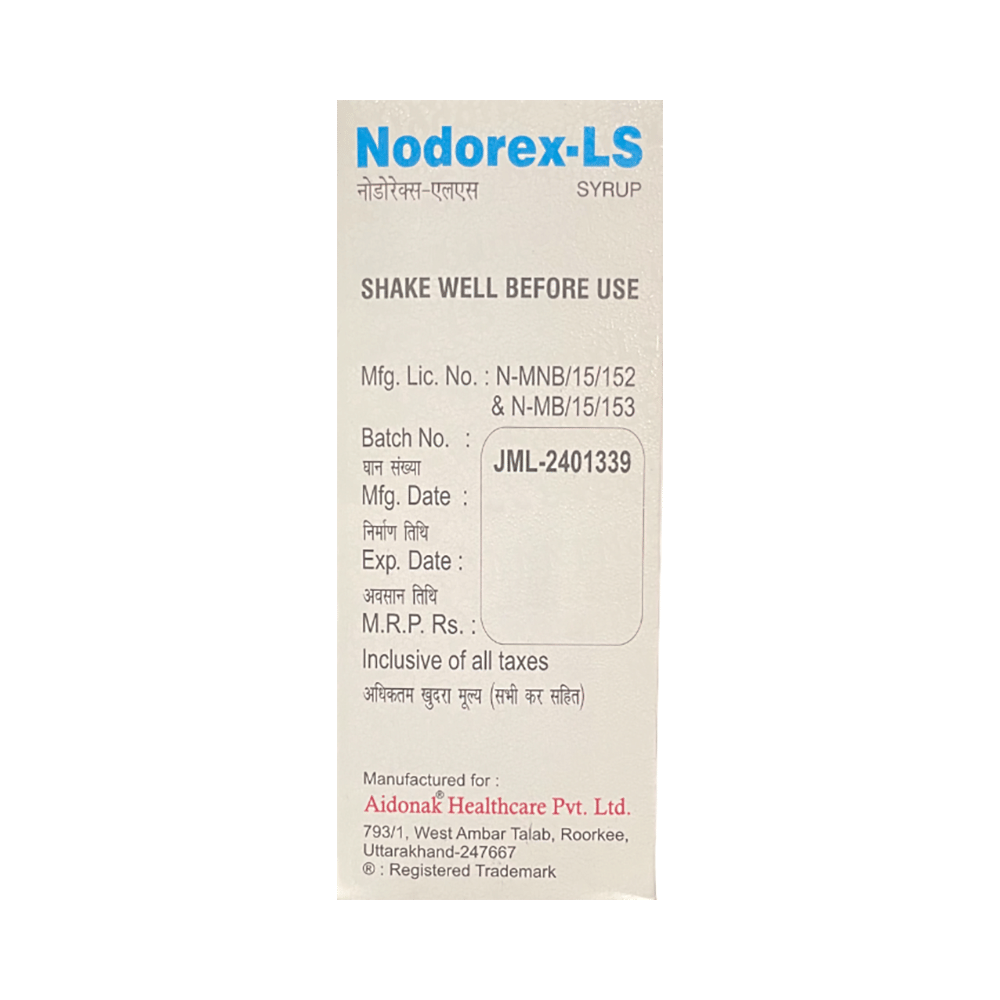 Nodorex-LS
नोडोरेक्स-एलएस SYRUP
SHAKE WELL BEFORE USE
Mfg. Lic. No. : N-MNB/15/152
& N-MB/15/153
Batch No. : JML-2401339
घान संख्या
Mfg. Date :
निर्माण तिथि
Exp. Date :
अवसान तिथि
M.R.P. Rs. :
Inclusive of all taxes
अधिकतम खुदरा मूल्य (सभी कर सहित)
Manufactured for :
Aidonak® Healthcare Pvt. Ltd.
793/1, West Ambar Talab, Roorkee,
Uttarakhand-247667
® : Registered Trademark